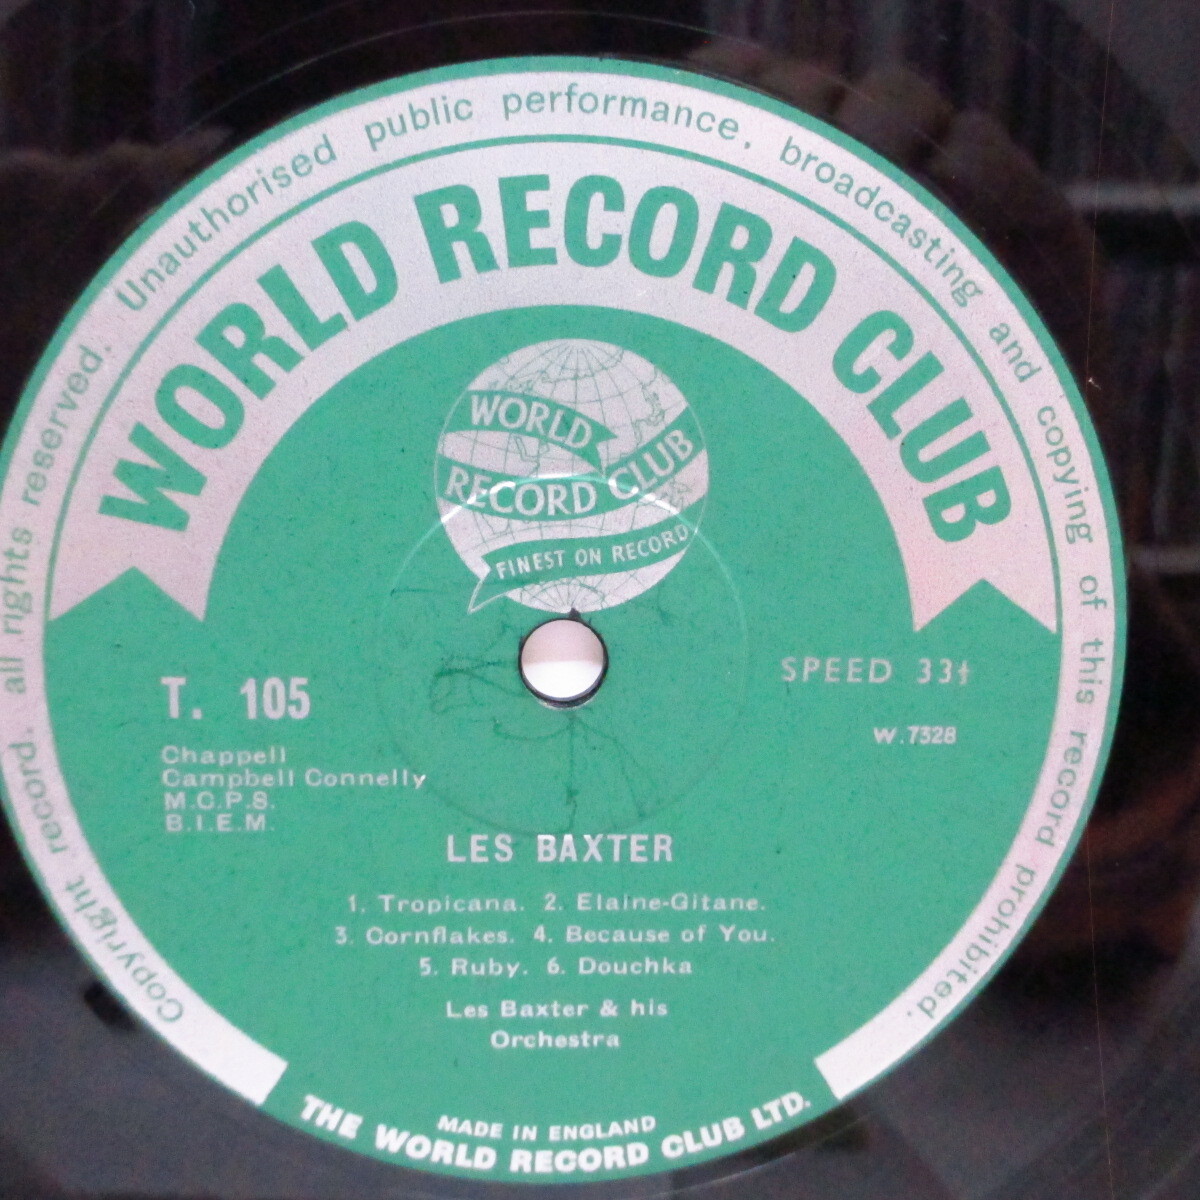 Copyright record. all rights reserved. Unauthorised public performance, broadcasting and copying of this record prohibited.
WORLD RECORD CLUB
WORLD
RECORD CLUB
FINEST ON RECORD
T. 105
SPEED 33⅓
W.7328
Chappell
Campbell Connelly
M.C.P.S.
B.I.E.M.
LES BAXTER
1. Tropicana. 2. Elaine-Gitane.
3. Cornflakes. 4. Because of You.
5. Ruby. 6. Douchka
Les Baxter & his
Orchestra
MADE IN ENGLAND
THE WORLD RECORD CLUB LTD.